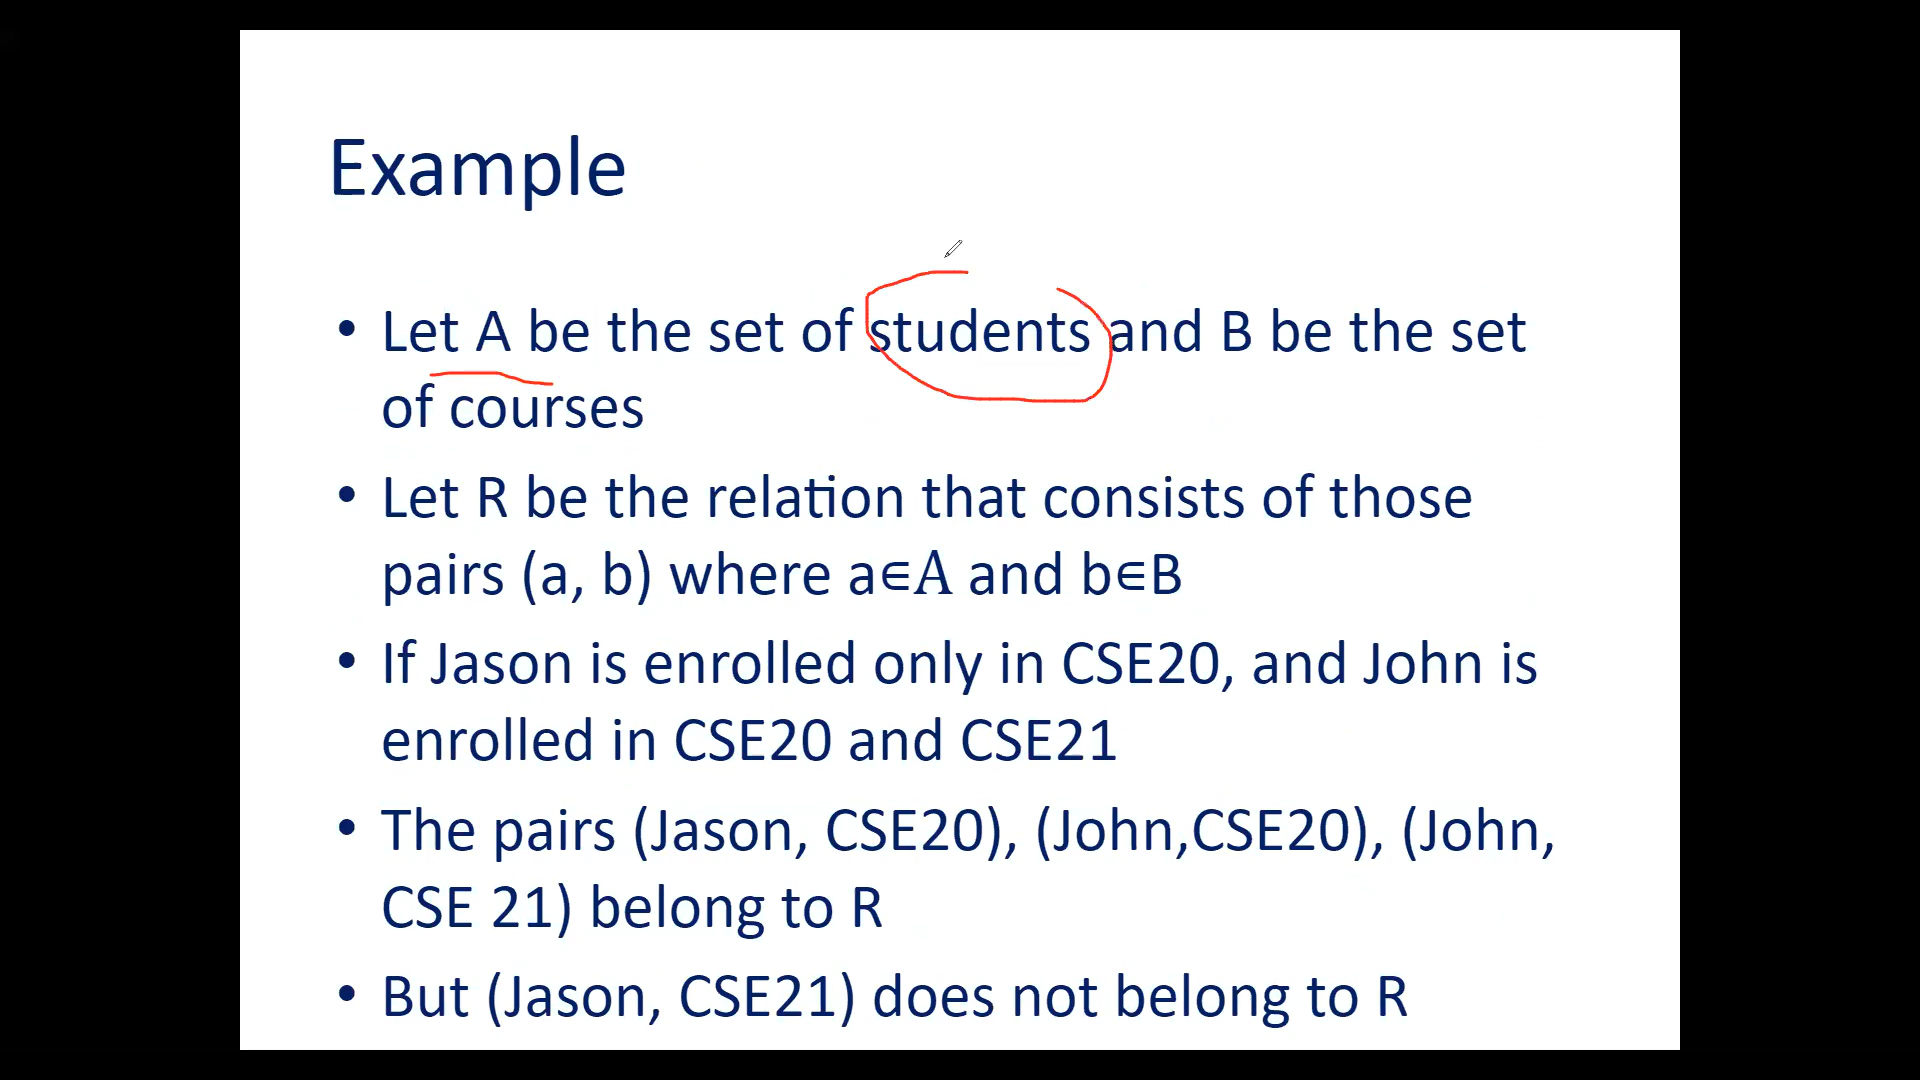 Example
• Let A be the set of students and B be the set
of courses
• Let R be the relation that consists of those
pairs (a, b) where a∈A and b∈B
• If Jason is enrolled only in CSE20, and John is
enrolled in CSE20 and CSE21
• The pairs (Jason, CSE20), (John,CSE20), (John,
CSE 21) belong to R
• But (Jason, CSE21) does not belong to R